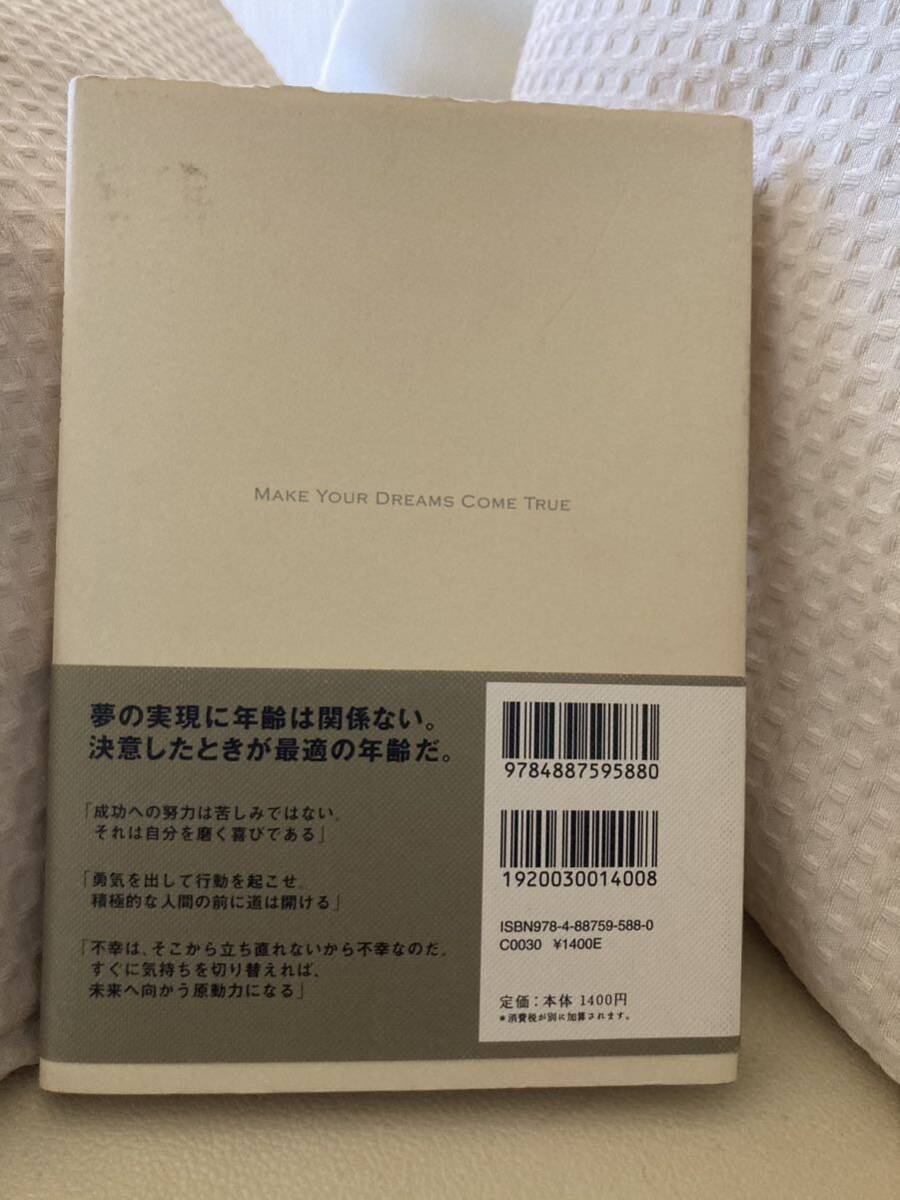 MAKE YOUR DREAMS COME TRUE
夢の実現に年齢は関係ない。
決意したときが最適の年齢だ。
「成功への努力は苦しみではない。
それは自分を磨く喜びである」
「勇気を出して行動を起こせ。
積極的な人間の前に道は開ける」
「不幸は、そこから立ち直れないから不幸なのだ。
すぐに気持ちを切り替えれば、
未来へ向かう原動力になる」
9784887595880
1920030014008
ISBN978-4-88759-588-0
C0030 ¥1400E
定価：本体 1400円
＊消費税が別に加算されます。